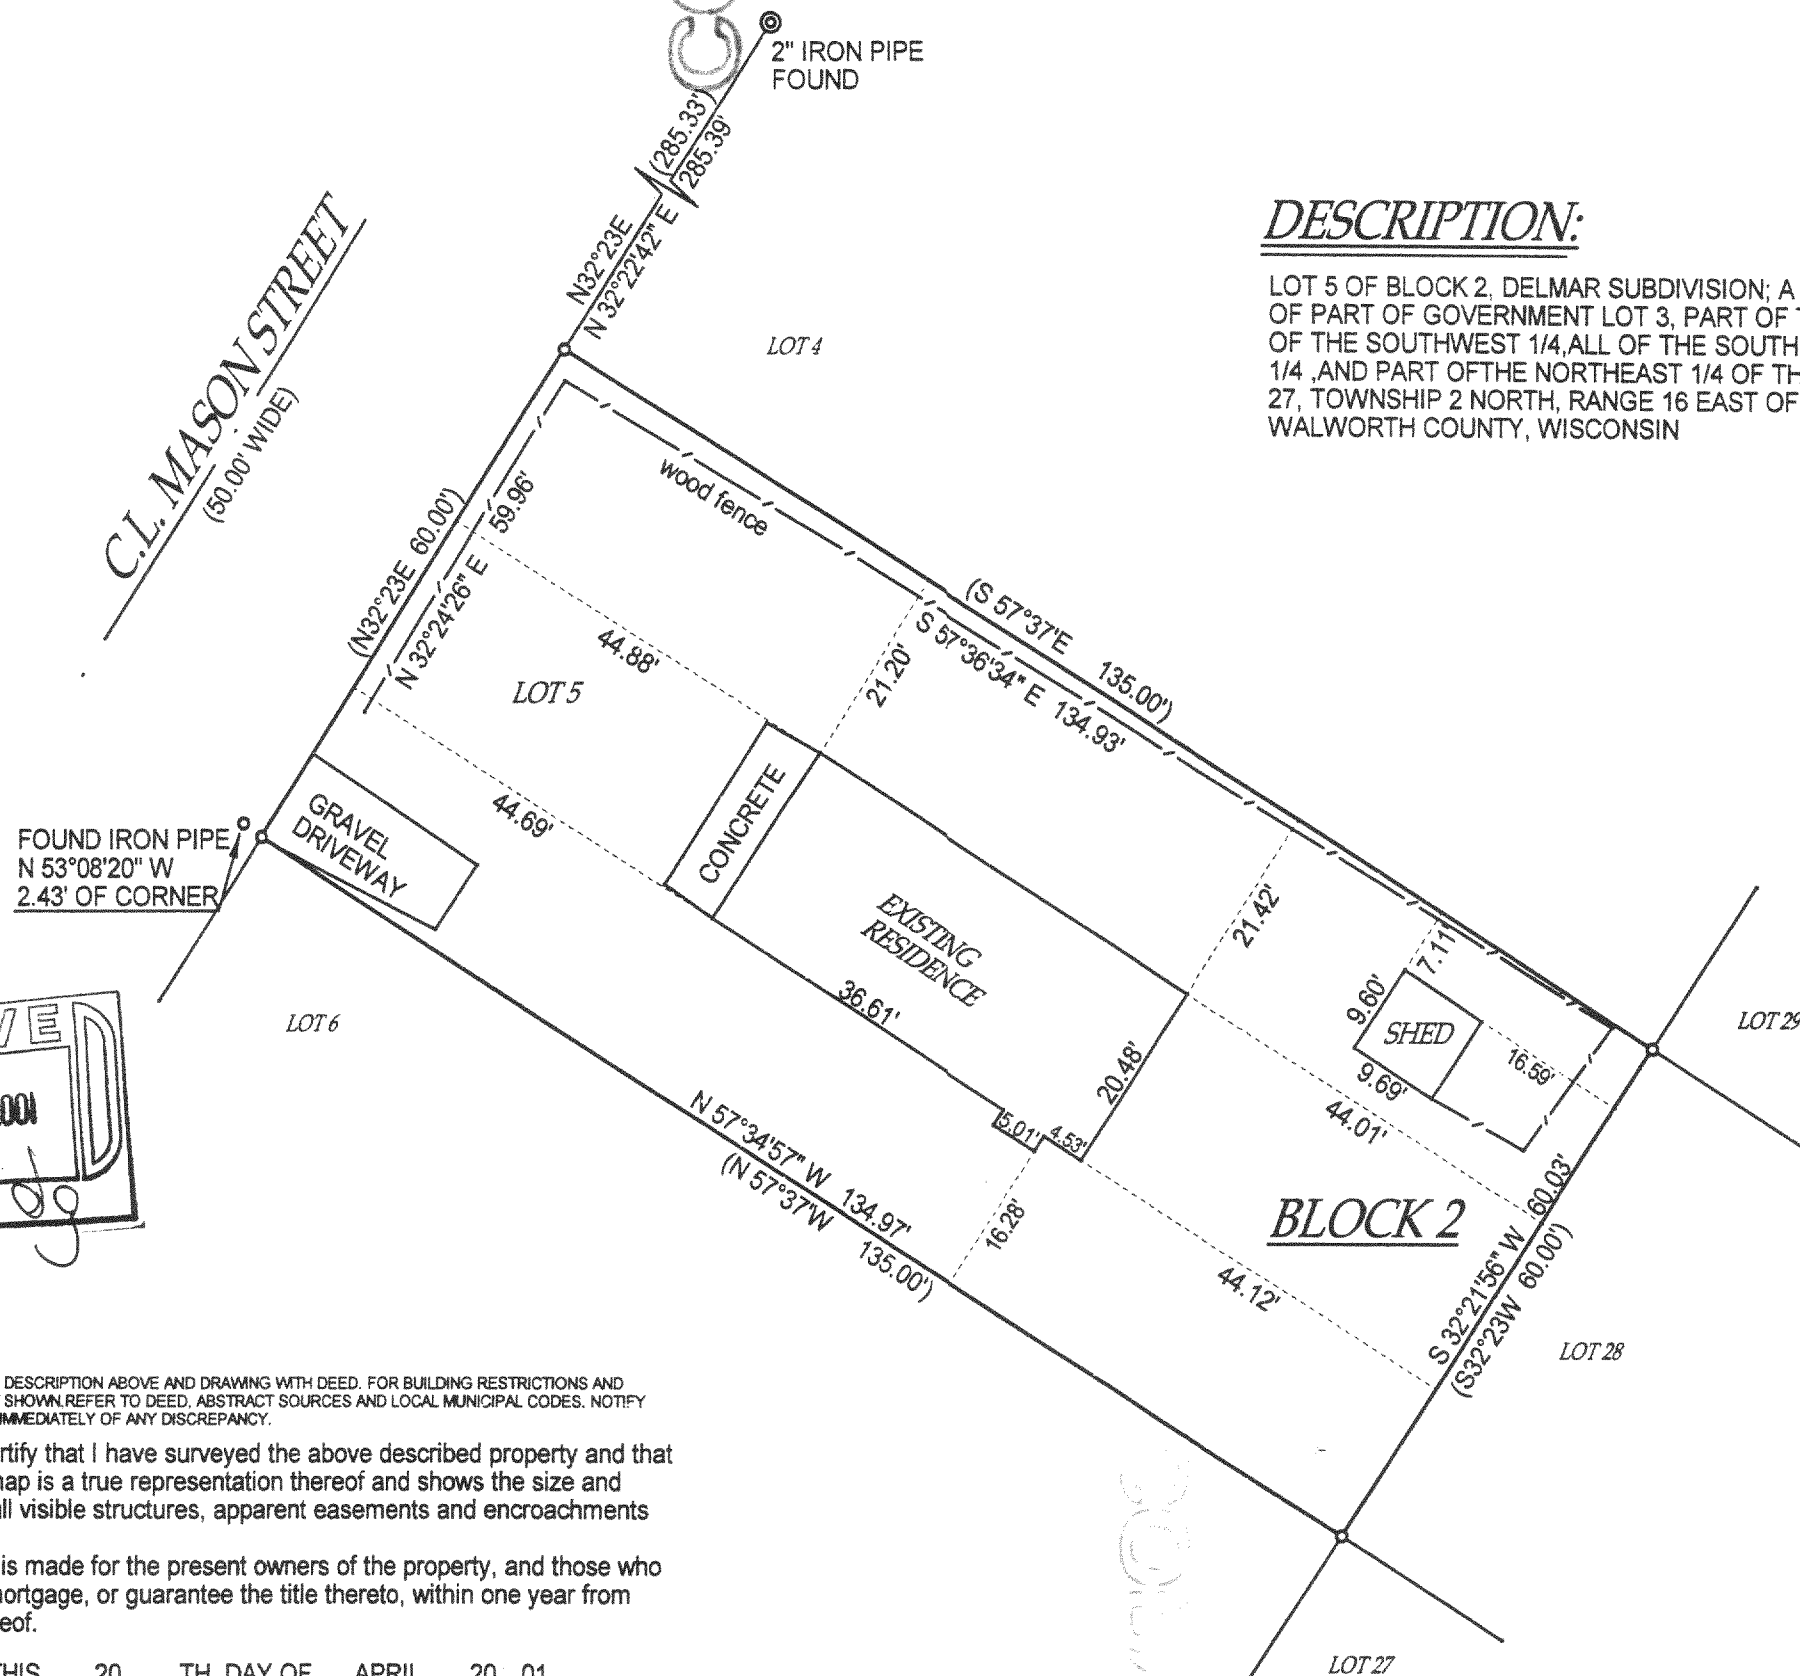 2" IRON PIPE
FOUND
(285.33')
285.39'
N32°23E
N 32°22'42" E
C.L. MASON STREET
(50.00' WIDE)
DESCRIPTION:
LOT 5 OF BLOCK 2, DELMAR SUBDIVISION; A
OF PART OF GOVERNMENT LOT 3, PART OF
OF THE SOUTHWEST 1/4,ALL OF THE SOUTH
1/4 ,AND PART OFTHE NORTHEAST 1/4 OF TH
27, TOWNSHIP 2 NORTH, RANGE 16 EAST OF
WALWORTH COUNTY, WISCONSIN
LOT 4
wood fence
(N32°23E 60.00')
N 32°24'26" E 59.96'
(S 57°37'E 135.00')
S 57°36'34" E 134.93'
44.88'
21.20'
LOT 5
44.69'
CONCRETE
GRAVEL
DRIVEWAY
FOUND IRON PIPE
N 53°08'20" W
2.43' OF CORNER
EXISTING
RESIDENCE
36.61'
21.42'
7.11'
9.60'
SHED
16.59'
9.69'
44.01'
20.48'
5.01'
4.53'
16.28'
44.12'
LOT 29
LOT 6
N 57°34'57" W 134.97'
(N 57°37'W 135.00')
BLOCK 2
S 32°21'56" W 60.03'
(S32°23W 60.00')
LOT 28
LOT 27
DESCRIPTION ABOVE AND DRAWING WITH DEED. FOR BUILDING RESTRICTIONS AND
SHOWN,REFER TO DEED, ABSTRACT SOURCES AND LOCAL MUNICIPAL CODES. NOTIFY
IMMEDIATELY OF ANY DISCREPANCY.
rtify that I have surveyed the above described property and that
nap is a true representation thereof and shows the size and
ll visible structures, apparent easements and encroachments
is made for the present owners of the property, and those who
nortgage, or guarantee the title thereto, within one year from
eof.
THIS 20 TH DAY OF APRIL 20 01